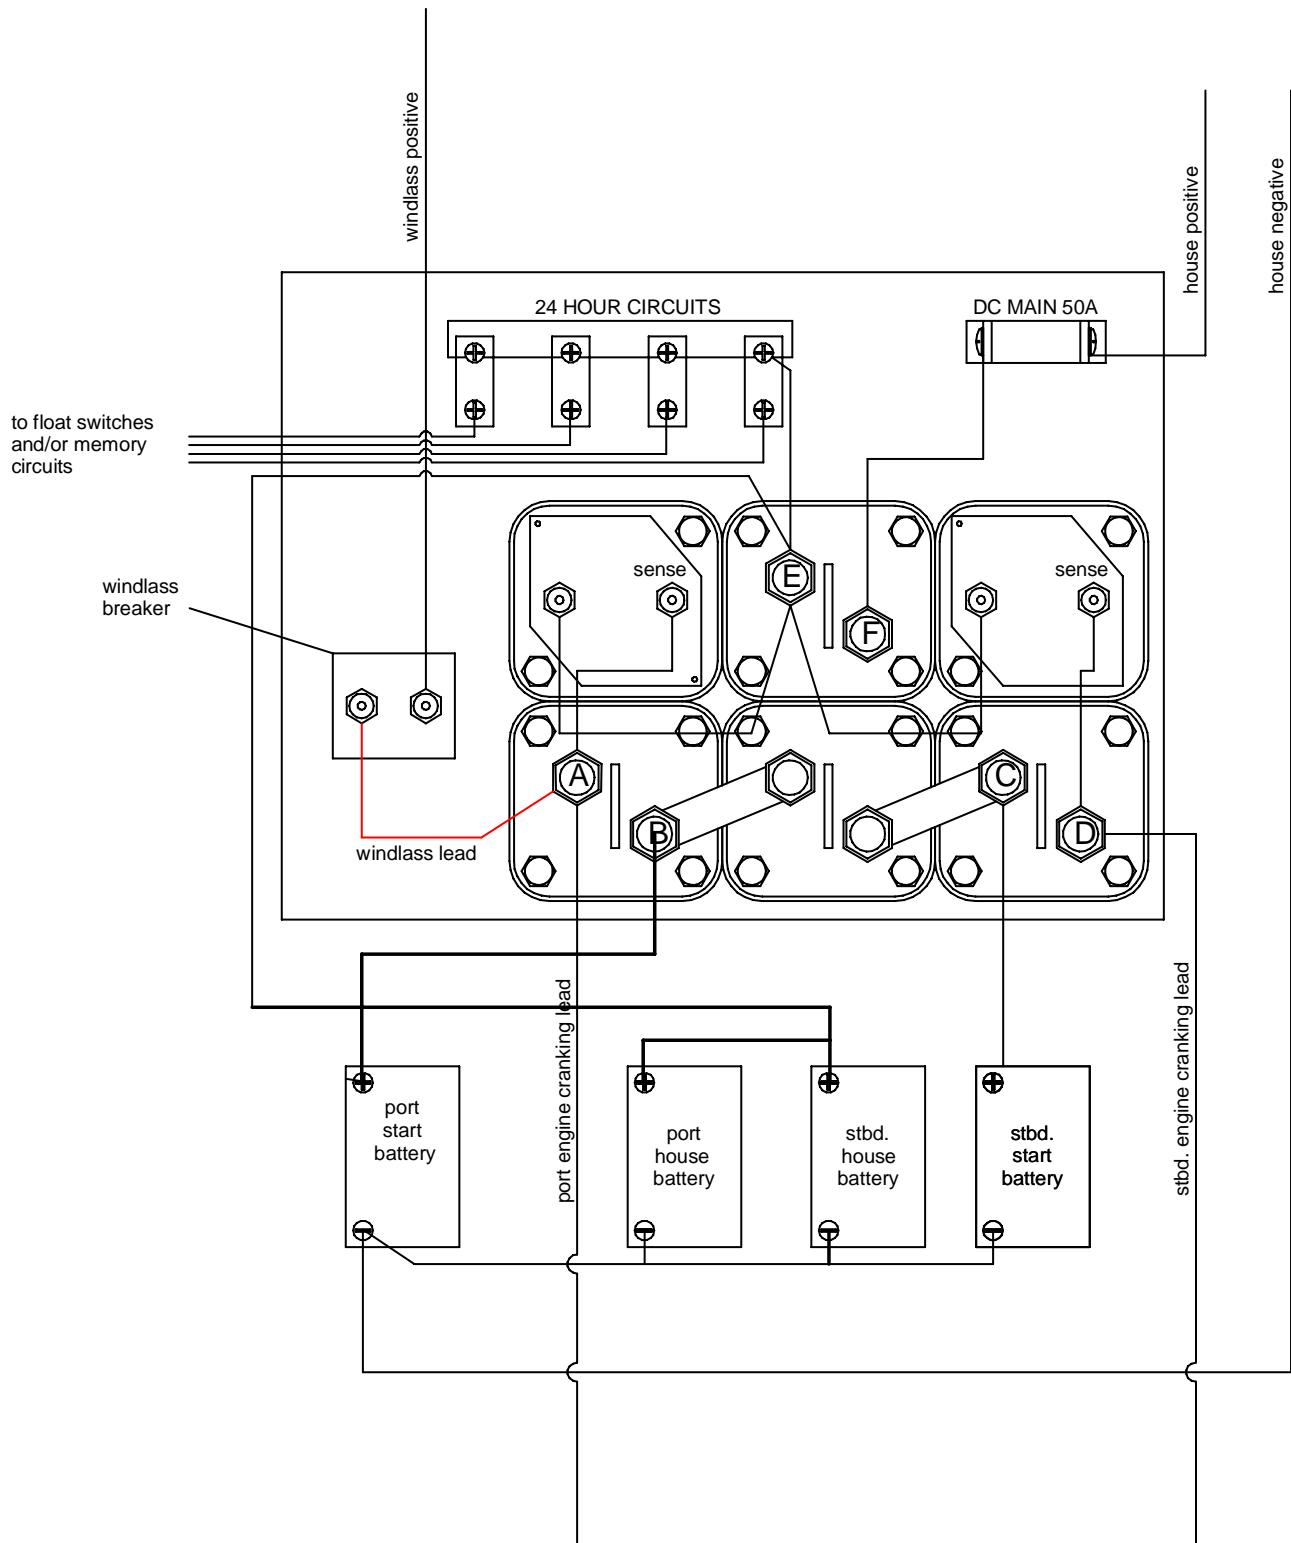 windlass positive
house positive
house negative
24 HOUR CIRCUITS
DC MAIN 50A
to float switches
and/or memory
circuits
sense
E
sense
F
windlass
breaker
A
C
B
D
windlass lead
port engine cranking lead
stbd. engine cranking lead
port
start
battery
port
house
battery
stbd.
house
battery
stbd.
start
battery